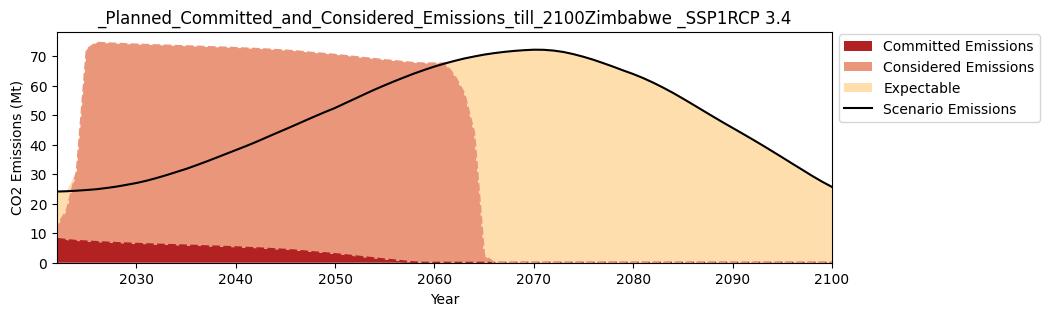 _Planned_Committed_and_Considered_Emissions_till_2100Zimbabwe _SSP1RCP 3.4
CO2 Emissions (Mt)
70
60
50
40
30
20
10
0
2030 2040 2050 2060 2070 2080 2090 2100
Year
Committed Emissions
Considered Emissions
Expectable
Scenario Emissions